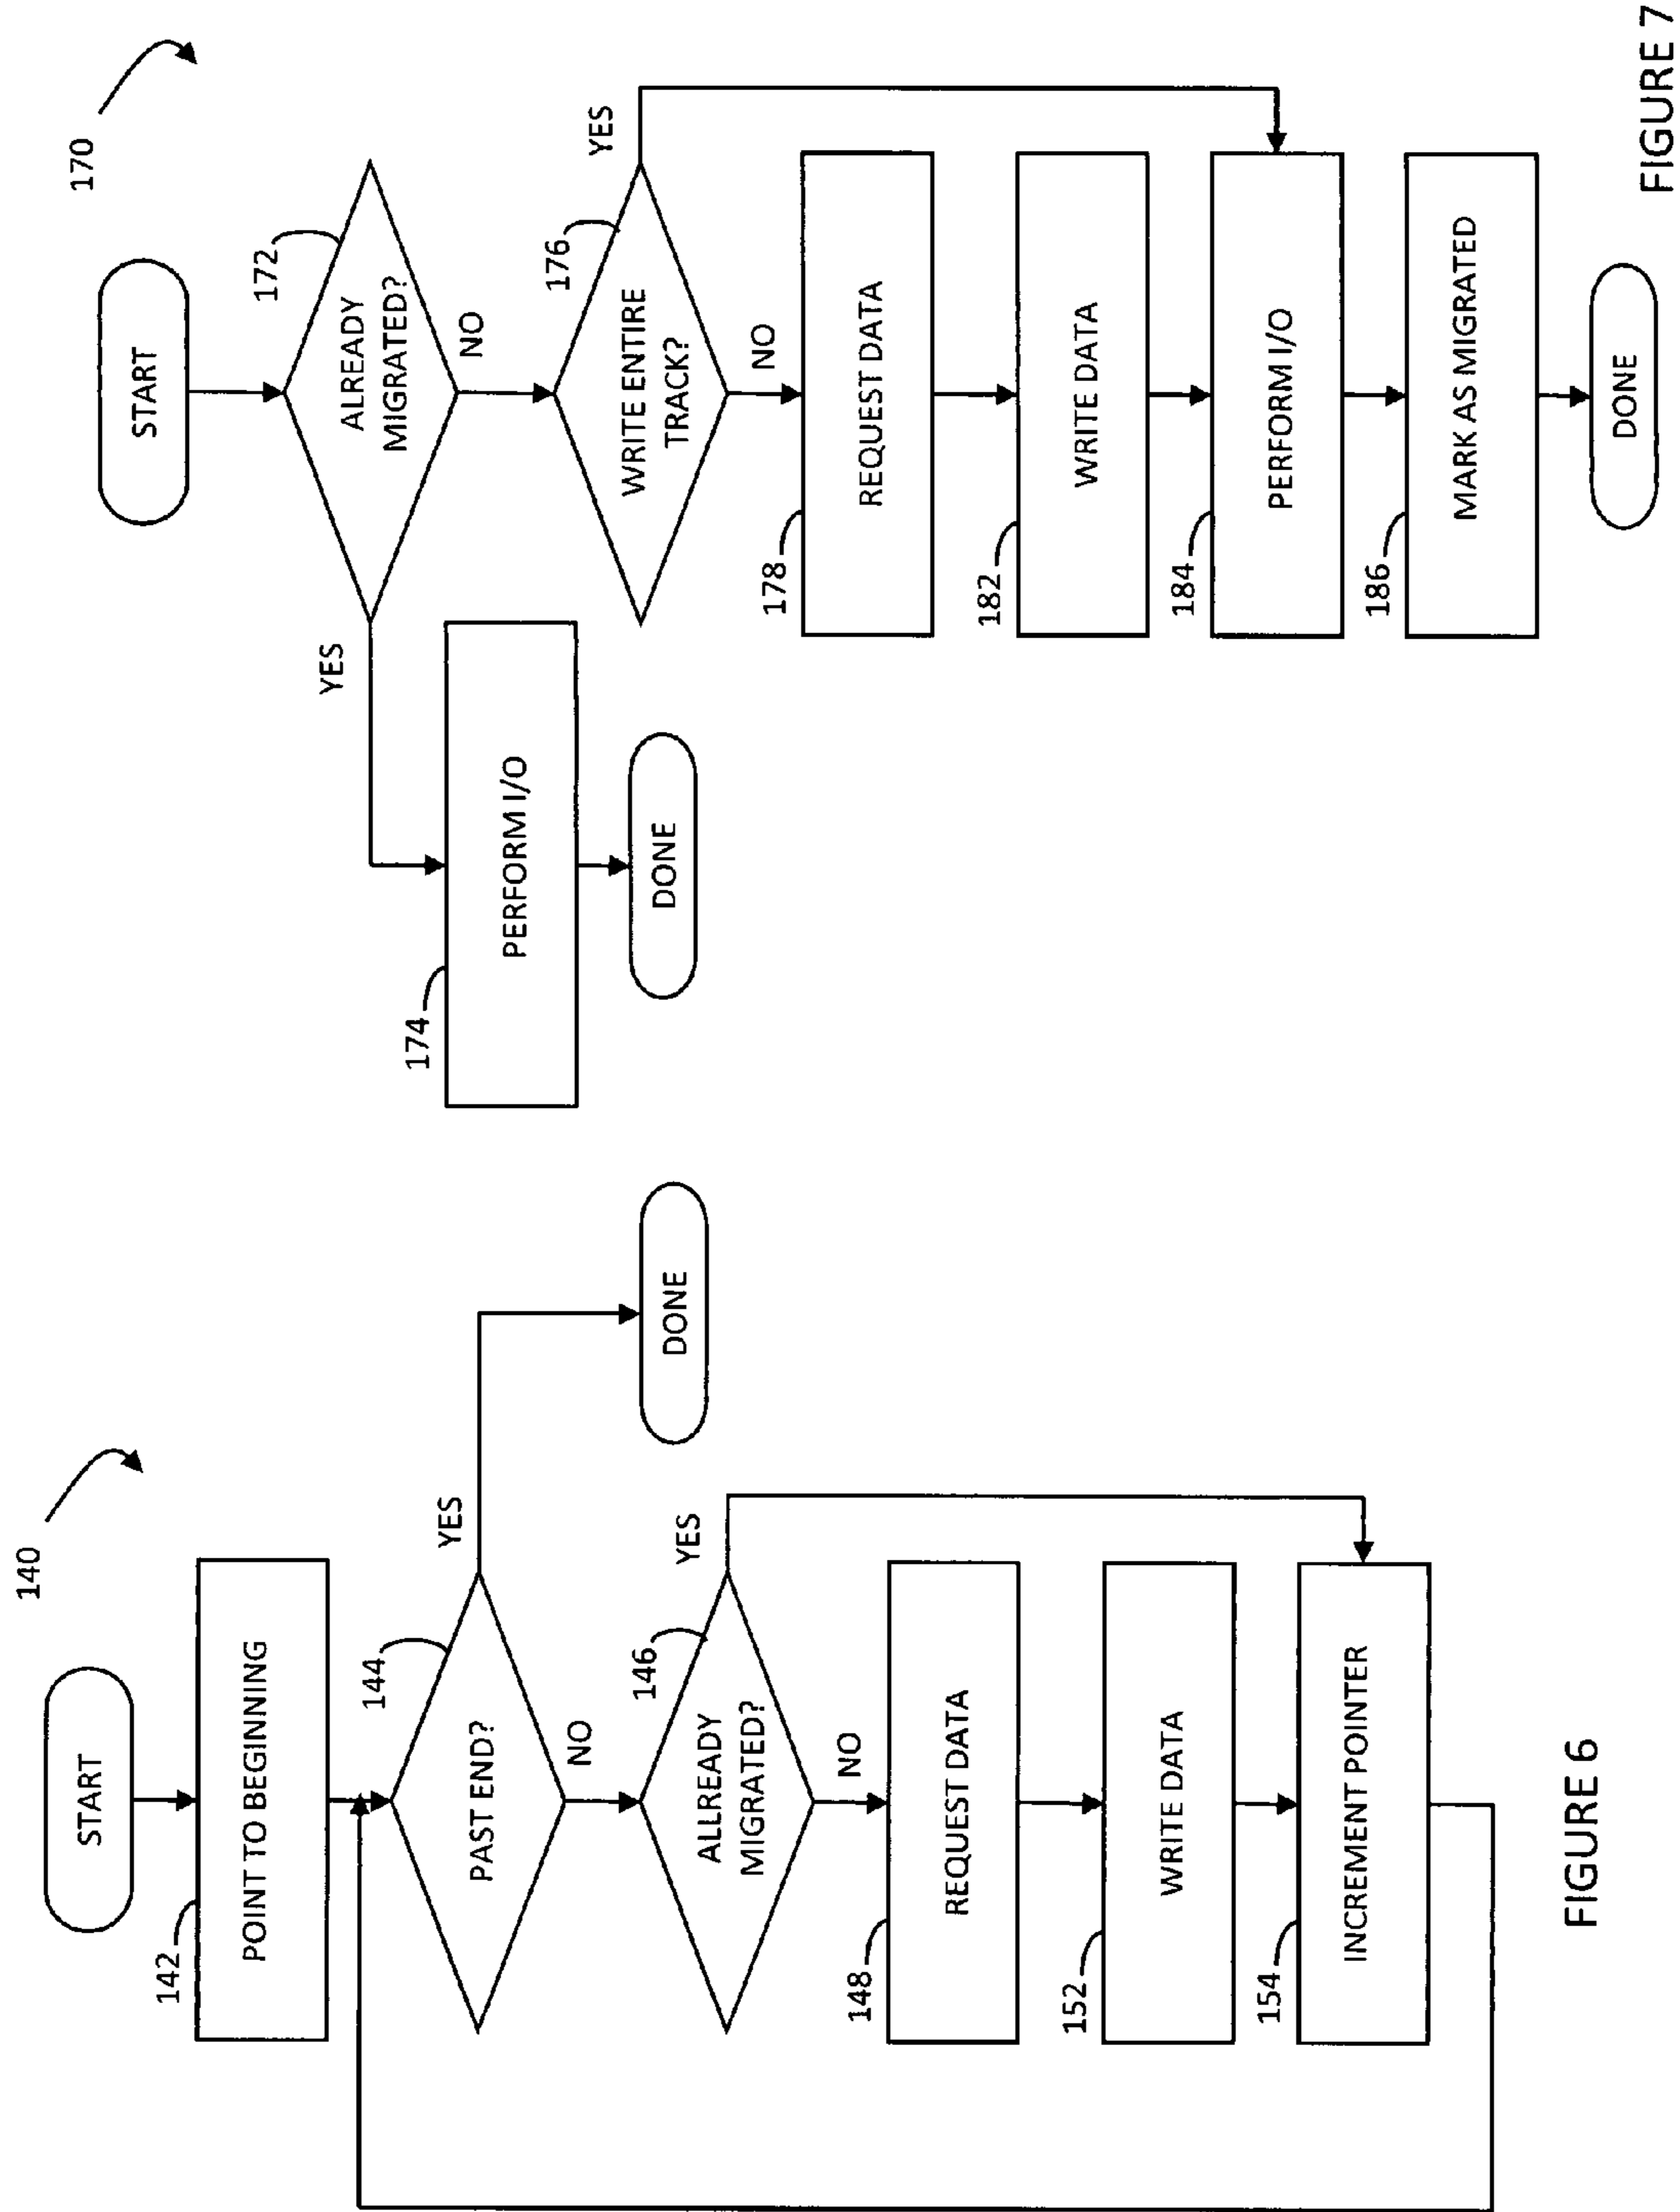 140
START
142
POINT TO BEGINNING
144
PAST END?
YES
NO
DONE
146
ALLREADY
MIGRATED?
YES
NO
148
REQUEST DATA
152
WRITE DATA
154
INCREMENT POINTER
FIGURE 6
170
START
172
ALREADY
MIGRATED?
YES
NO
174
PERFORM I/O
DONE
176
WRITE ENTIRE
TRACK?
YES
NO
178
REQUEST DATA
182
WRITE DATA
184
PERFORM I/O
186
MARK AS MIGRATED
DONE
FIGURE 7